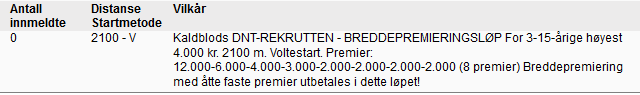 Antall innmeldte Distanse Startmetode Vilkår
0 2100 - V Kaldblods DNT-REKRUTTEN - BREDDEPREMIERINGSLØP For 3-15-årige høyest
4.000 kr. 2100 m. Voltestart. Premier:
12.000-6.000-4.000-3.000-2.000-2.000-2.000-2.000 (8 premier) Breddepremiering
med åtte faste premier utbetales i dette løpet!